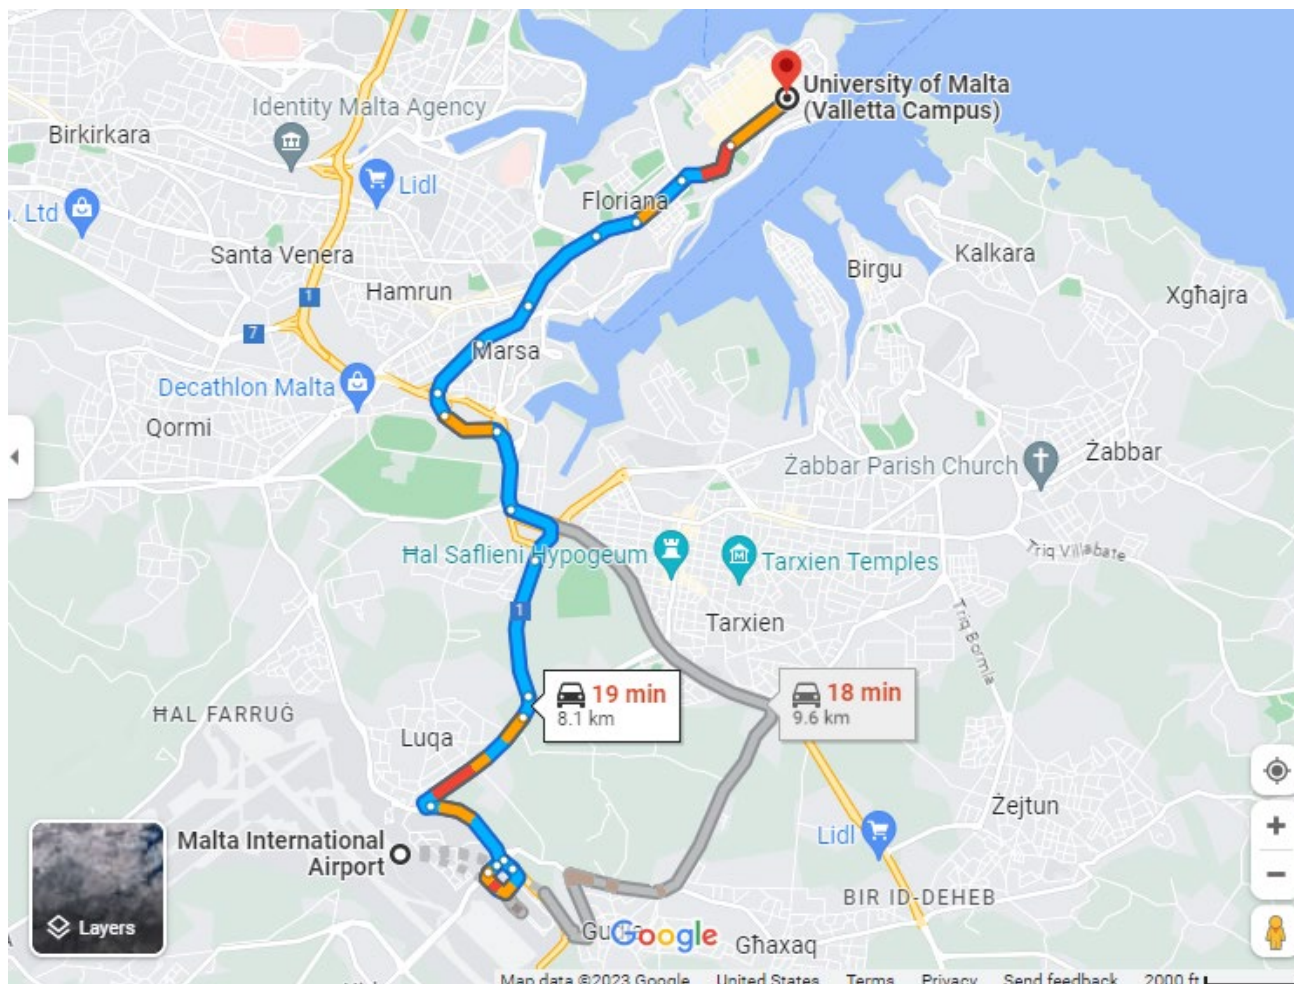 University of Malta
(Valletta Campus)
Identity Malta Agency
Birkirkara
Lidl
Floriana
. Ltd
Santa Venera
Kalkara
Birgu
Hamrun
Xgħajra
1
7
Marsa
Decathlon Malta
Qormi
Żabbar
Żabbar Parish Church
Triq Villabate
Ħal Saflieni Hypogeum
Tarxien Temples
1
Tarxien
Triq Bormla
19 min
8.1 km
18 min
9.6 km
ĦAL FARRUĠ
Luqa
Żejtun
Malta International
Airport
Lidl
BIR ID-DEHEB
Layers
Google
Għaxaq
Map data ©2023 Google
United States
Terms
Privacy
Send feedback
2000 ft